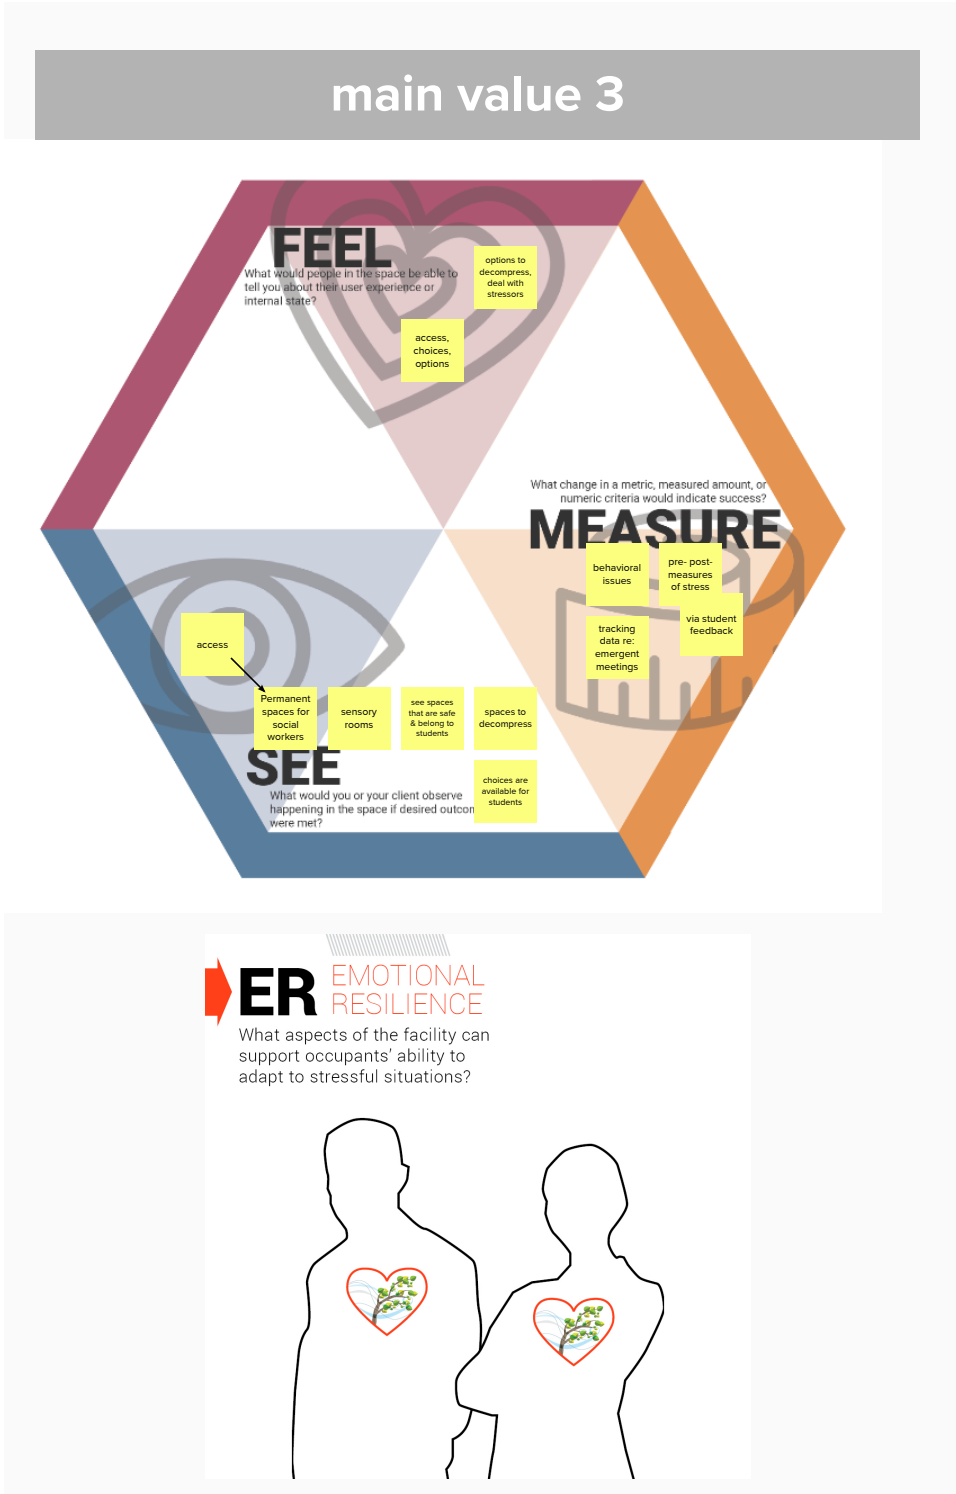 main value 3
FEEL
What would people in the space be able to
tell you about their user experience or
internal state?
options to
decompress,
deal with
stressors
access,
choices,
options
What change in a metric, measured amount, or
numeric criteria would indicate success?
MEASURE
behavioral
issues
pre- post-
measures
of stress
via student
feedback
tracking
data re:
emergent
meetings
access
Permanent
spaces for
social
workers
sensory
rooms
see spaces
that are safe
& belong to
students
spaces to
decompress
choices are
available for
students
SEE
What would you or your client observe
happening in the space if desired outcom
were met?
ER
EMOTIONAL
RESILIENCE
What aspects of the facility can
support occupants' ability to
adapt to stressful situations?